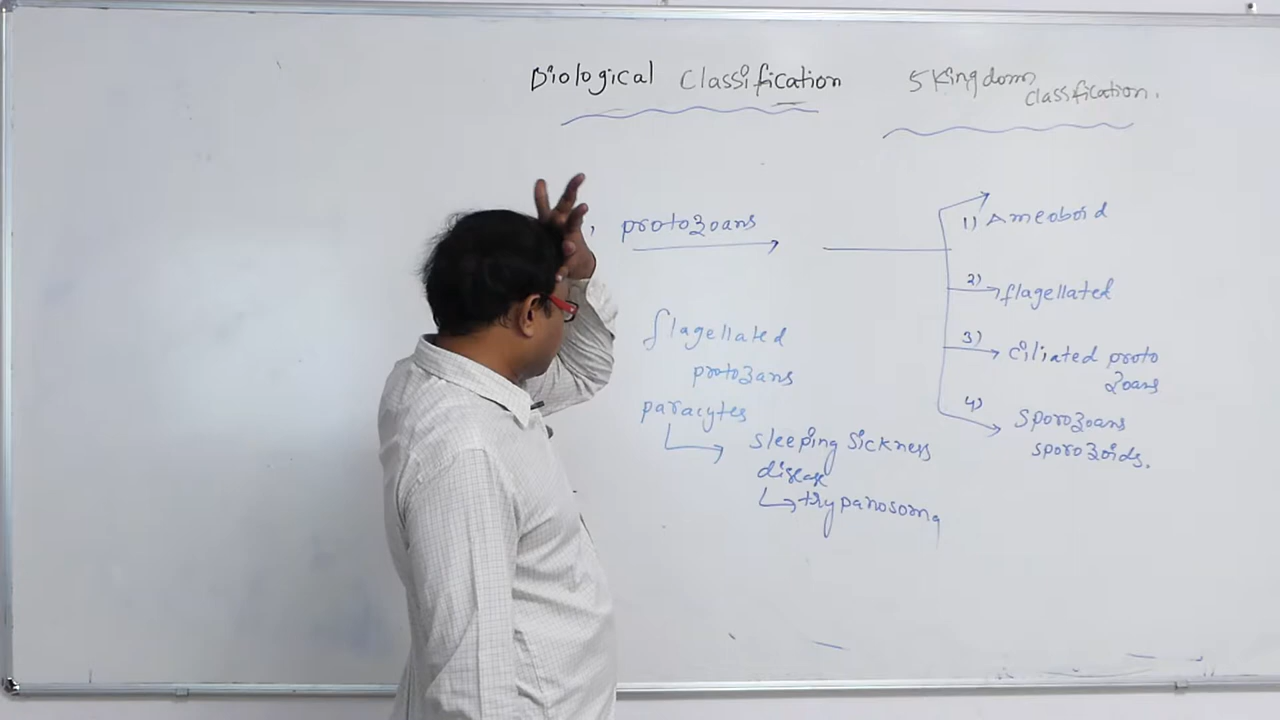 Biological Classification
5 Kingdom
classification.
protozoans
1) Ameoboid
2) flagellated
3) ciliated proto
zoans
4) Sporozoans
sporozoids.
flagellated
protozans
paracytes
sleeping sickness
disease
trypanosoma